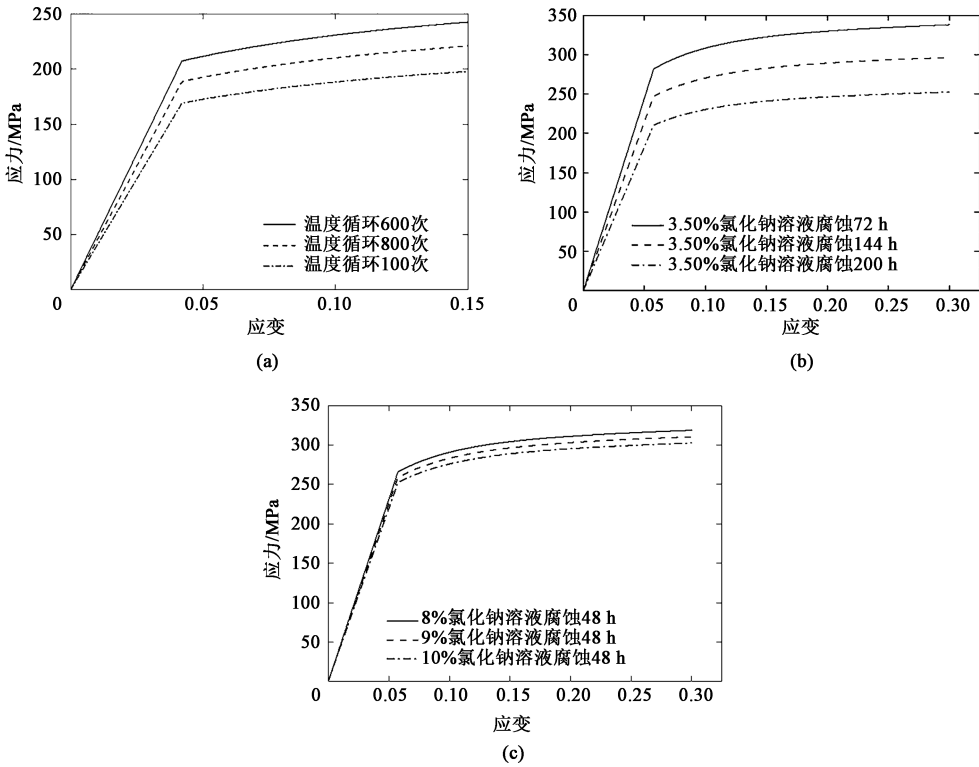 250
200
150
100
50
0
0.05
0.10
0.15
应力/MPa
应变
温度循环600次
温度循环800次
温度循环100次
(a)
350
300
250
200
150
100
50
0
0.05
0.10
0.15
0.20
0.25
0.30
应力/MPa
应变
3.50%氯化钠溶液腐蚀72 h
3.50%氯化钠溶液腐蚀144 h
3.50%氯化钠溶液腐蚀200 h
(b)
350
300
250
200
150
100
50
0
0.05
0.10
0.15
0.20
0.25
0.30
应力/MPa
应变
8%氯化钠溶液腐蚀48 h
9%氯化钠溶液腐蚀48 h
10%氯化钠溶液腐蚀48 h
(c)